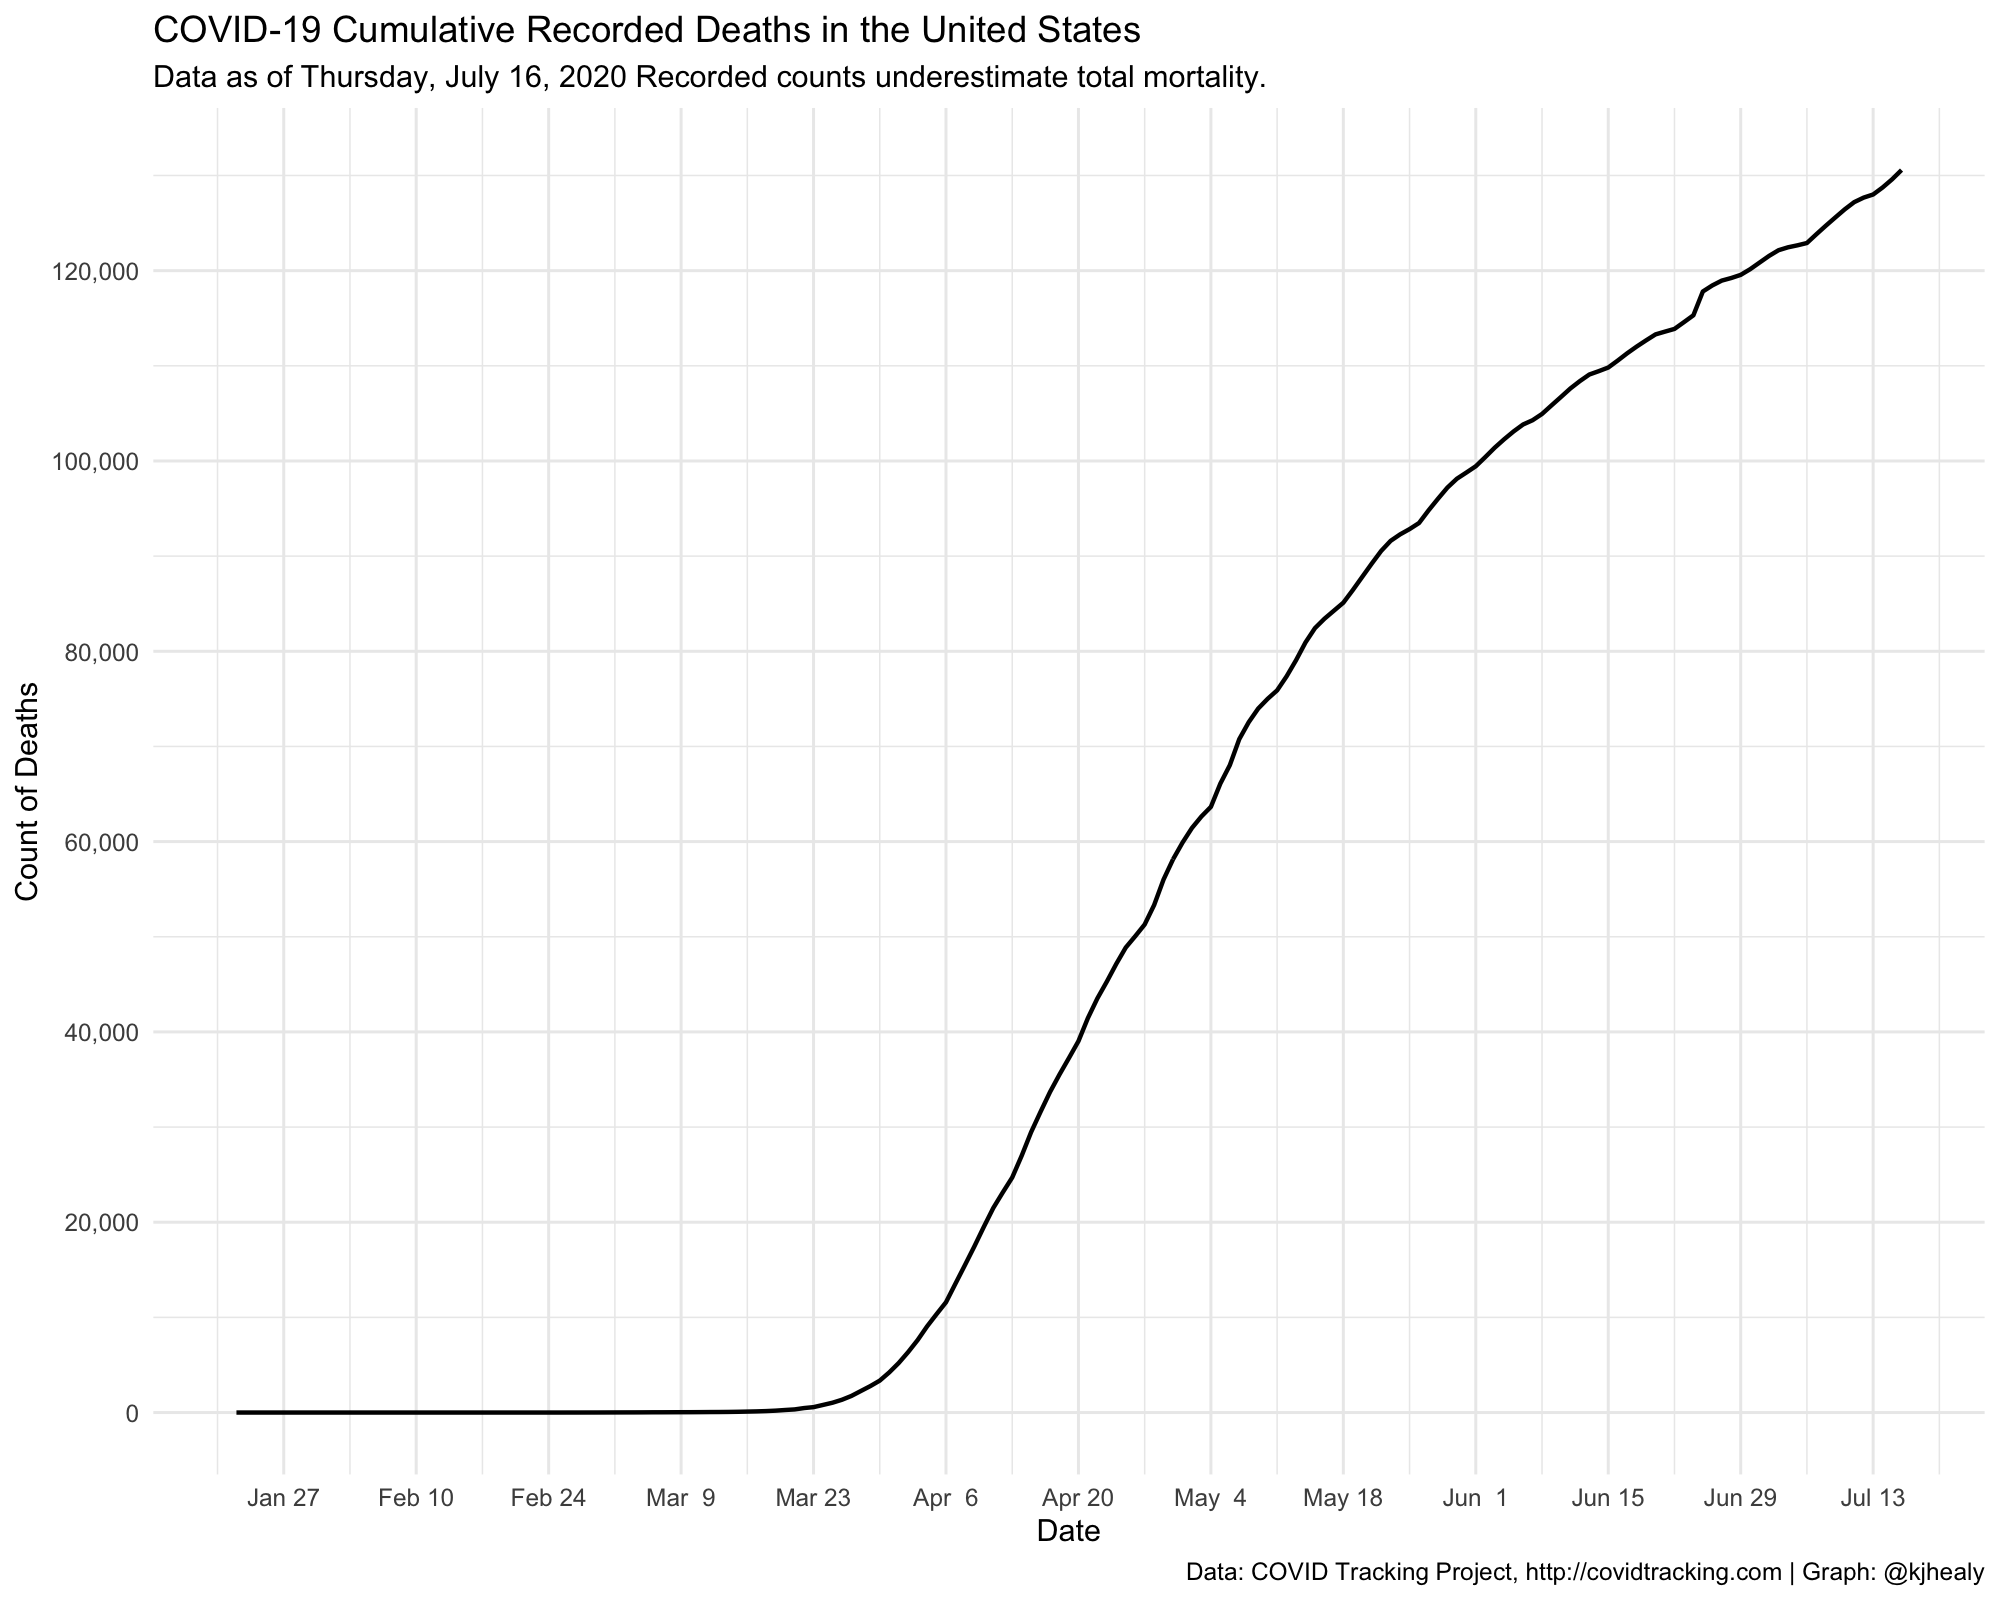 COVID-19 Cumulative Recorded Deaths in the United States
Data as of Thursday, July 16, 2020 Recorded counts underestimate total mortality.
120,000
100,000
80,000
60,000
40,000
20,000
0
Count of Deaths
Jan 27 Feb 10 Feb 24 Mar 9 Mar 23 Apr 6 Apr 20 May 4 May 18 Jun 1 Jun 15 Jun 29 Jul 13
Date
Data: COVID Tracking Project, http://covidtracking.com | Graph: @kjhealy